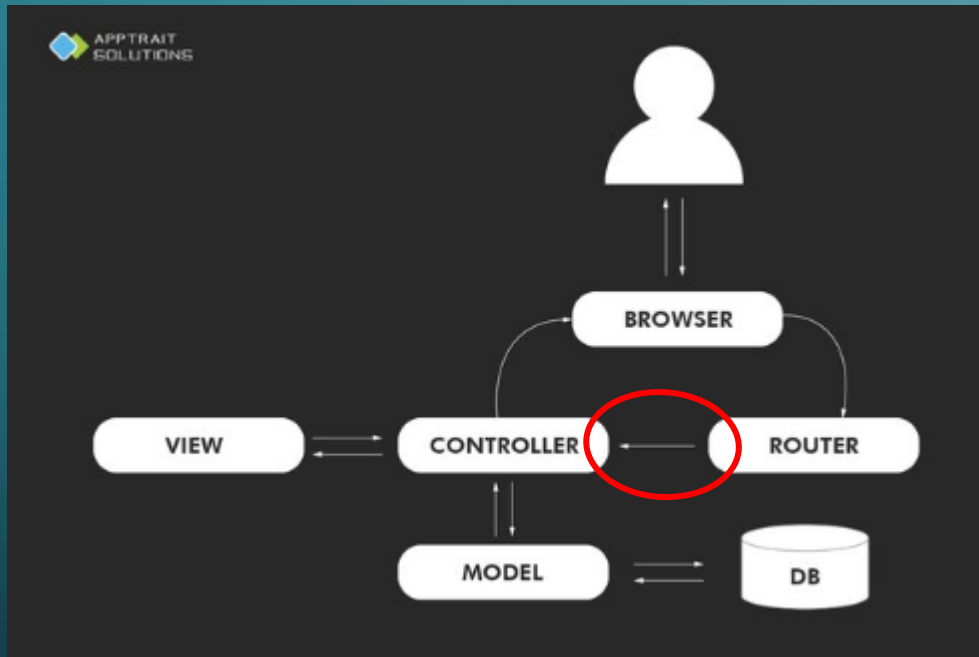 APPTRAIT
SOLUTIONS
BROWSER
VIEW
CONTROLLER
ROUTER
MODEL
DB